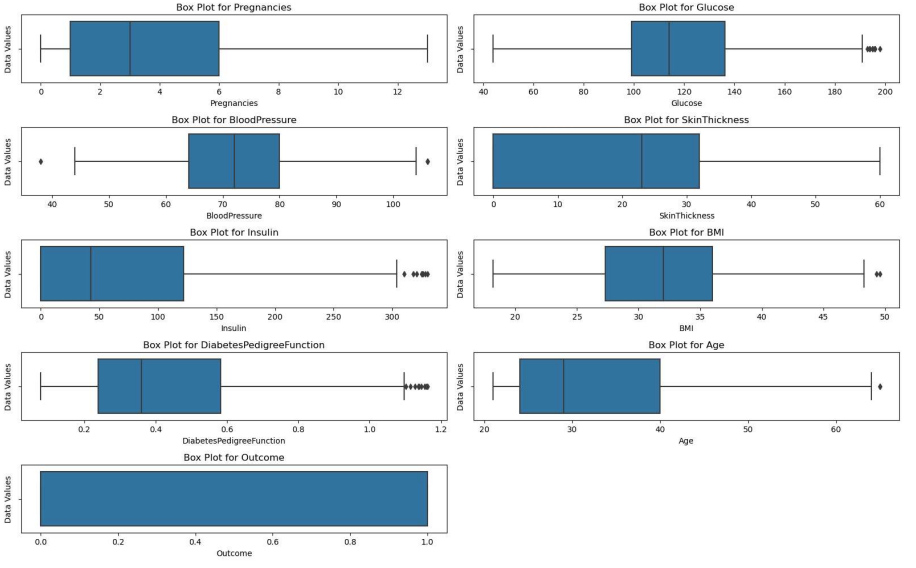 Box Plot for Pregnancies
Data Values
0 2 4 6 8 10 12
Pregnancies
Box Plot for Glucose
Data Values
40 60 80 100 120 140 160 180 200
Glucose
Box Plot for BloodPressure
Data Values
40 50 60 70 80 90 100
BloodPressure
Box Plot for SkinThickness
Data Values
0 10 20 30 40 50 60
SkinThickness
Box Plot for Insulin
Data Values
0 50 100 150 200 250 300
Insulin
Box Plot for BMI
Data Values
20 25 30 35 40 45 50
BMI
Box Plot for DiabetesPedigreeFunction
Data Values
0.2 0.4 0.6 0.8 1.0 1.2
DiabetesPedigreeFunction
Box Plot for Age
Data Values
20 30 40 50 60
Age
Box Plot for Outcome
Data Values
0.0 0.2 0.4 0.6 0.8 1.0
Outcome